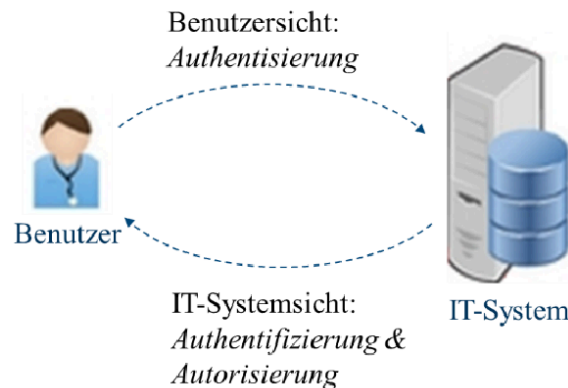 Benutzersicht:
Authentisierung
Benutzer
IT-System
IT-Systemsicht:
Authentifizierung &
Autorisierung